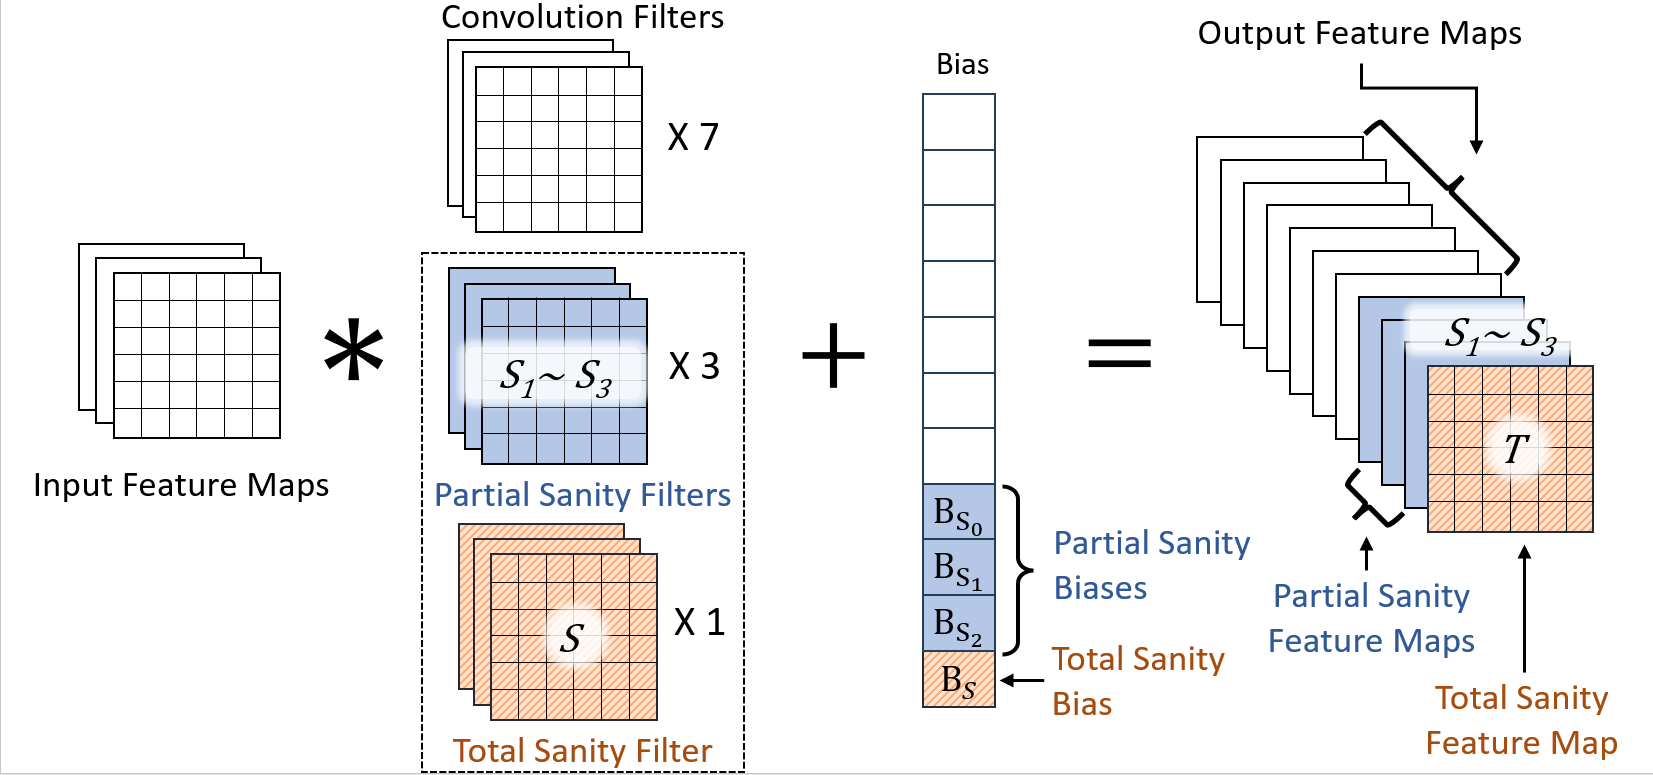 Convolution Filters
X 7
Input Feature Maps
*
S1~ S3
X 3
Partial Sanity Filters
S
X 1
Total Sanity Filter
+
Bias
BS0
BS1
BS2
BS
Partial Sanity
Biases
Total Sanity
Bias
=
Output Feature Maps
S1~ S3
T
Partial Sanity
Feature Maps
Total Sanity
Feature Map